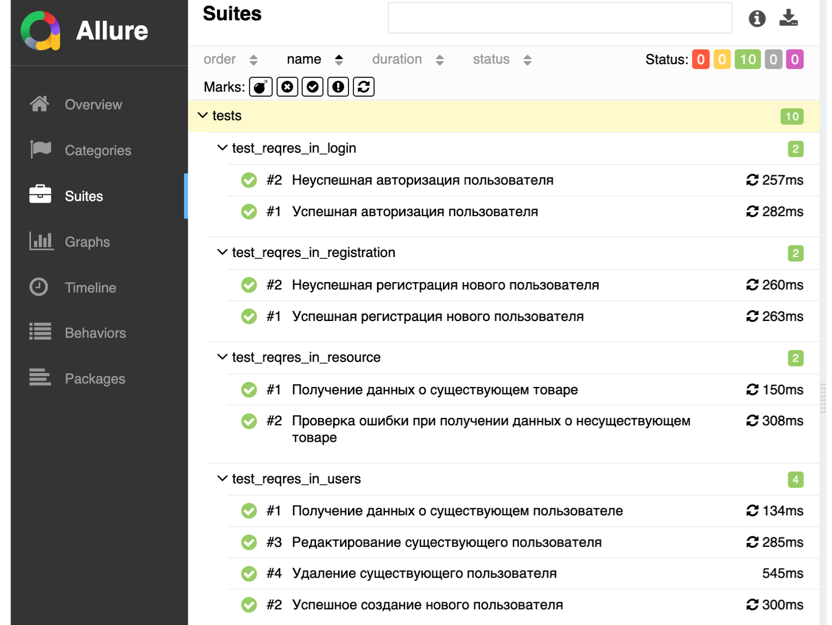 Allure
Suites
order name duration status Status: 0 0 10 0 0
Marks:
Overview
Categories
Suites
Graphs
Timeline
Behaviors
Packages
tests 10
test_reqres_in_login 2
#2 Неуспешная авторизация пользователя 257ms
#1 Успешная авторизация пользователя 282ms
test_reqres_in_registration 2
#2 Неуспешная регистрация нового пользователя 260ms
#1 Успешная регистрация нового пользователя 263ms
test_reqres_in_resource 2
#1 Получение данных о существующем товаре 150ms
#2 Проверка ошибки при получении данных о несуществующем 308ms
товаре
test_reqres_in_users 4
#1 Получение данных о существующем пользователе 134ms
#3 Редактирование существующего пользователя 285ms
#4 Удаление существующего пользователя 545ms
#2 Успешное создание нового пользователя 300ms